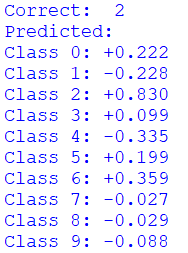 Correct:  2
Predicted:
Class 0: +0.222
Class 1: -0.228
Class 2: +0.830
Class 3: +0.099
Class 4: -0.335
Class 5: +0.199
Class 6: +0.359
Class 7: -0.027
Class 8: -0.029
Class 9: -0.088